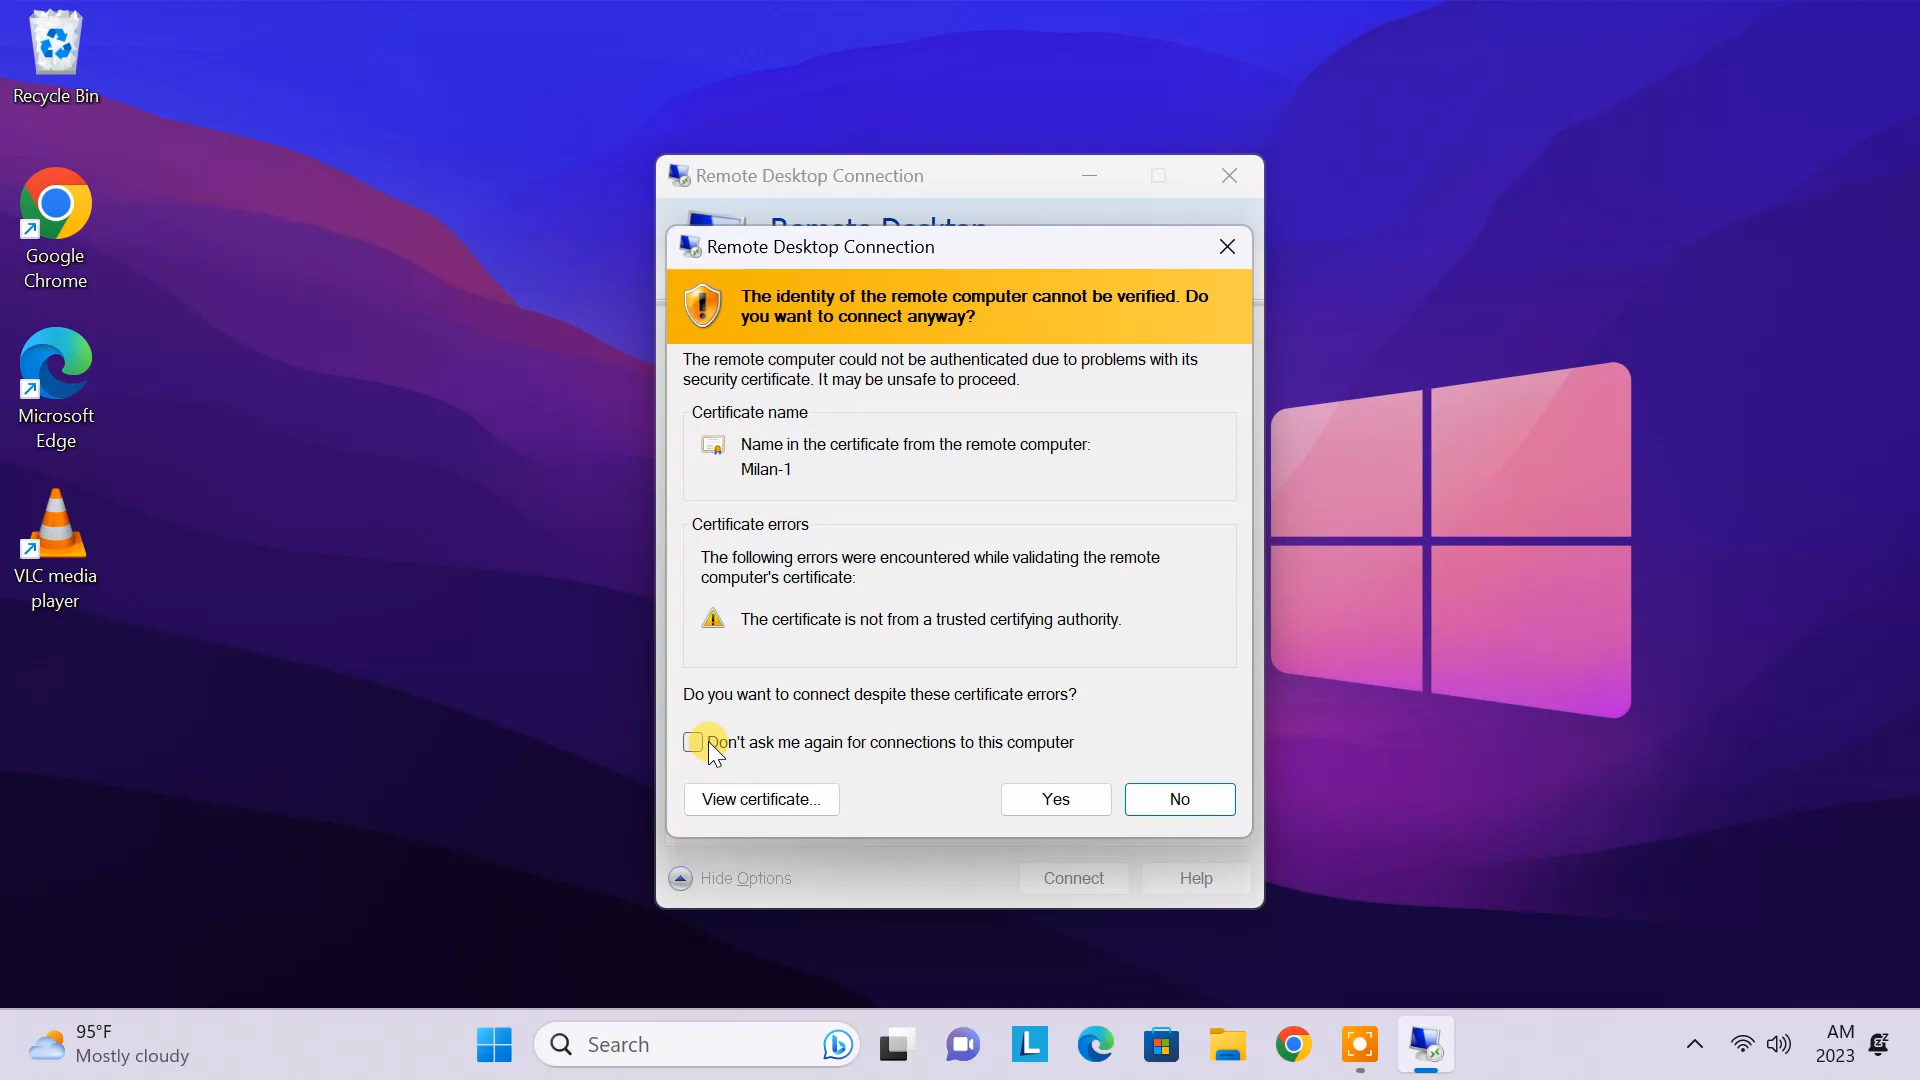 Recycle Bin
Google
Chrome
Microsoft
Edge
VLC media
player
Remote Desktop Connection
Remote Desktop
Remote Desktop Connection
The identity of the remote computer cannot be verified. Do
you want to connect anyway?
The remote computer could not be authenticated due to problems with its
security certificate. It may be unsafe to proceed.
Certificate name
Name in the certificate from the remote computer:
Milan-1
Certificate errors
The following errors were encountered while validating the remote
computer's certificate:
The certificate is not from a trusted certifying authority.
Do you want to connect despite these certificate errors?
Don't ask me again for connections to this computer
View certificate...
Yes
No
Hide Options
Connect
Help
95°F
Mostly cloudy
Search
L
AM
2023